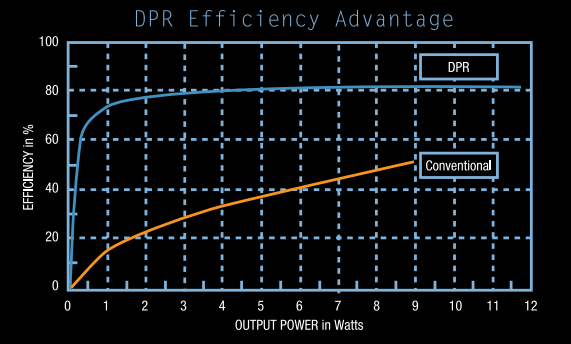 DPR Efficiency Advantage
100
80
60
40
20
0
EFFICIENCY in %
DPR
Conventional
0 1 2 3 4 5 6 7 8 9 10 11 12
OUTPUT POWER in Watts